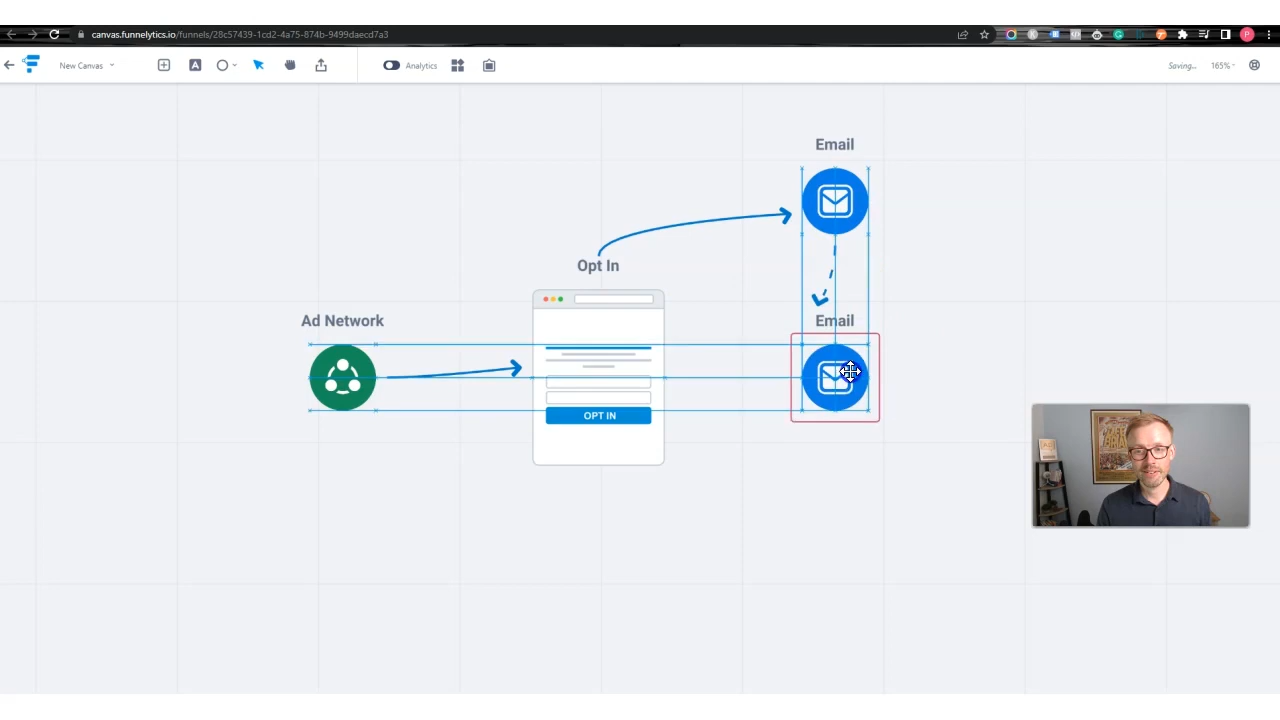 canvas.funnelytics.io/funnels/28c57439-1cd2-4a75-874b-9499daecd7a3
New Canvas
A
Analytics
Saving...
165%
Email
Opt In
Ad Network
Email
OPT IN